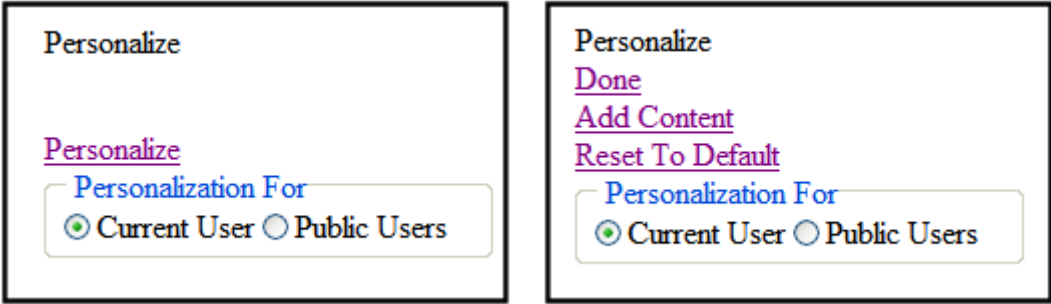 Personalize
Personalize
Personalization For
Current User Public Users
Personalize
Done
Add Content
Reset To Default
Personalization For
Current User Public Users